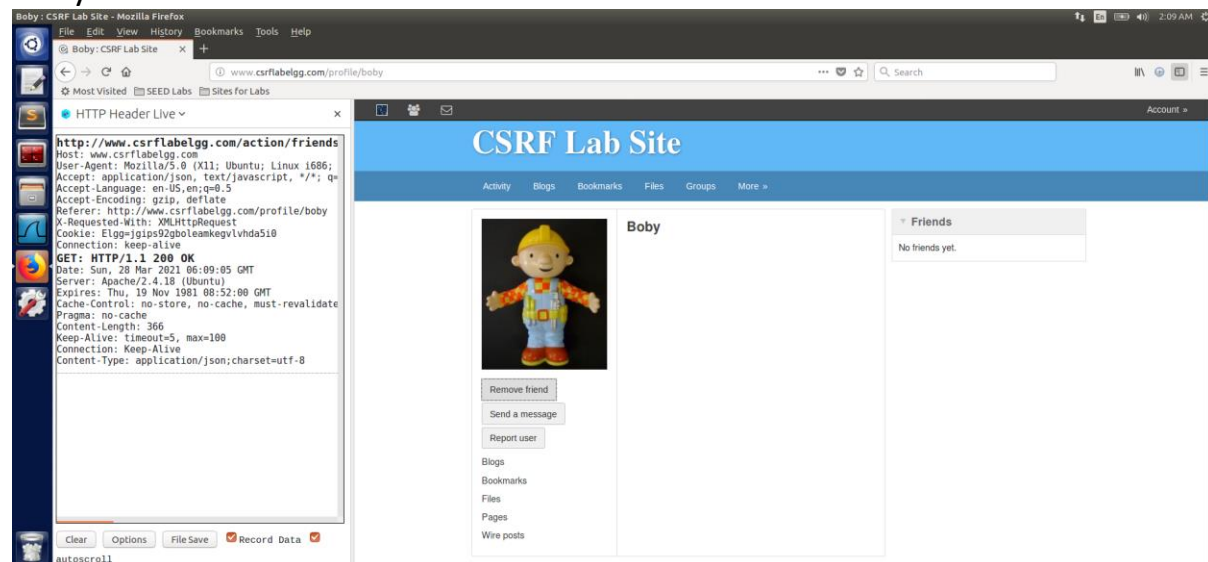 Boby : CSRF Lab Site - Mozilla Firefox
En 2:09 AM
File Edit View History Bookmarks Tools Help
Boby : CSRF Lab Site × +
www.csrflabelgg.com/profile/boby
Search
Most Visited SEED Labs Sites for Labs
HTTP Header Live ×
http://www.csrflabelgg.com/action/friends
Host: www.csrflabelgg.com
User-Agent: Mozilla/5.0 (X11; Ubuntu; Linux i686;
Accept: application/json, text/javascript, */*; q=
Accept-Language: en-US,en;q=0.5
Accept-Encoding: gzip, deflate
Referer: http://www.csrflabelgg.com/profile/boby
X-Requested-With: XMLHttpRequest
Cookie: Elgg=jgips92gboleamkegvlvhda5i0
Connection: keep-alive
GET: HTTP/1.1 200 OK
Date: Sun, 28 Mar 2021 06:09:05 GMT
Server: Apache/2.4.18 (Ubuntu)
Expires: Thu, 19 Nov 1981 08:52:00 GMT
Cache-Control: no-store, no-cache, must-revalidate
Pragma: no-cache
Content-Length: 366
Keep-Alive: timeout=5, max=100
Connection: Keep-Alive
Content-Type: application/json;charset=utf-8
Clear Options File Save Record Data
autoscroll
Account »
CSRF Lab Site
Activity Blogs Bookmarks Files Groups More »
Boby
Remove friend
Send a message
Report user
Blogs
Bookmarks
Files
Pages
Wire posts
Friends
No friends yet.